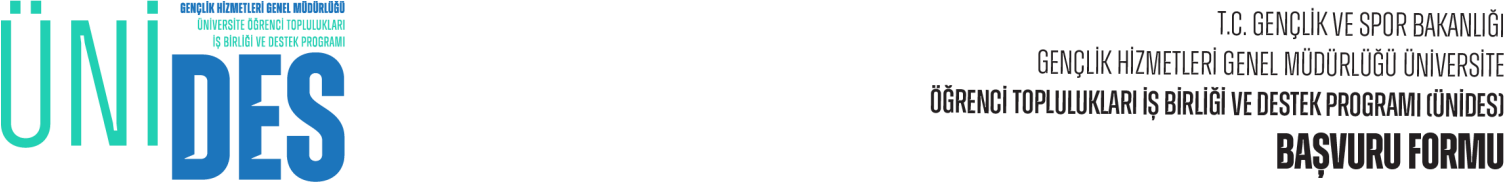 ÜNİ
GENÇLİK HİZMETLERİ GENEL MÜDÜRLÜĞÜ
ÜNİVERSİTE ÖĞRENCİ TOPLULUKLARI
İŞ BİRLİĞİ VE DESTEK PROGRAMI
DES
T.C. GENÇLİK VE SPOR BAKANLIĞI
GENÇLİK HİZMETLERİ GENEL MÜDÜRLÜĞÜ ÜNİVERSİTE
ÖĞRENCİ TOPLULUKLARI İŞ BİRLİĞİ VE DESTEK PROGRAMI (ÜNİDES)
BAŞVURU FORMU